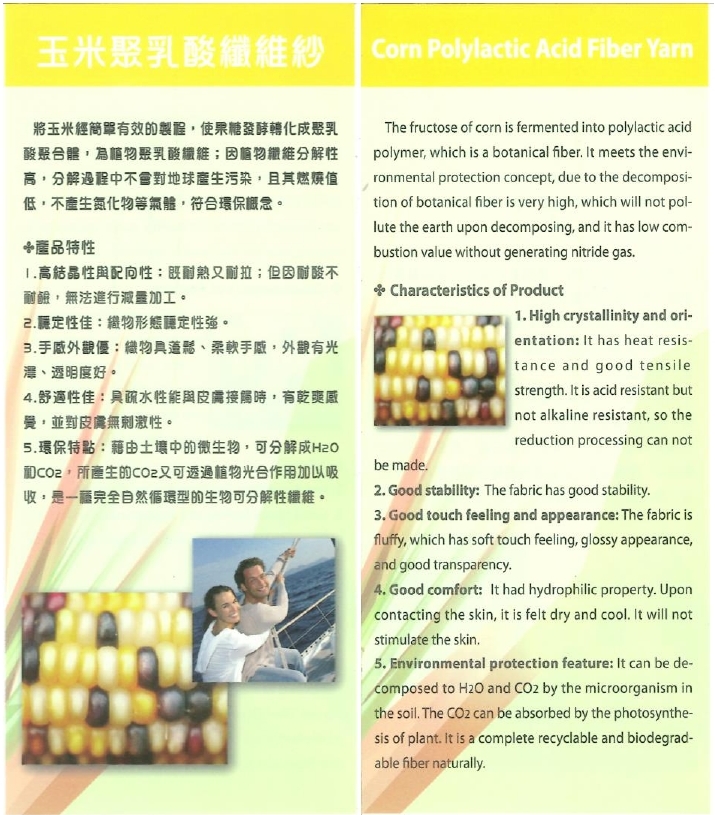 玉米聚乳酸纖維紗
將玉米經簡單有效的製程，使果糖發酵轉化成聚乳
酸聚合體，為植物聚乳酸纖維；因植物纖維分解性
高，分解過程中不會對地球產生污染，且其燃燒值
低，不產生氮化物等氣體，符合環保概念。
✤產品特性
1.高結晶性與配向性：既耐熱又耐拉；但因耐酸不
耐鹼，無法進行減量加工。
2.穩定性佳：織物形態穩定性強。
3.手感外觀優：織物具蓬鬆、柔軟手感，外觀有光
澤、透明度好。
4.舒適性佳：具疏水性能與皮膚接觸時，有乾爽感
覺，並對皮膚無刺激性。
5.環保特點：藉由土壤中的微生物，可分解成H2O
和CO2，所產生的CO2又可透過植物光合作用加以吸
收，是一種完全自然循環型的生物可分解性纖維。
Corn Polylactic Acid Fiber Yarn
The fructose of corn is fermented into polylactic acid
polymer, which is a botanical fiber. It meets the envi-
ronmental protection concept, due to the decomposi-
tion of botanical fiber is very high, which will not pol-
lute the earth upon decomposing, and it has low com-
bustion value without generating nitride gas.
✤ Characteristics of Product
1. High crystallinity and ori-
entation: It has heat resis-
tance and good tensile
strength. It is acid resistant but
not alkaline resistant, so the
reduction processing can not
be made.
2. Good stability: The fabric has good stability.
3. Good touch feeling and appearance: The fabric is
fluffy, which has soft touch feeling, glossy appearance,
and good transparency.
4. Good comfort: It had hydrophilic property. Upon
contacting the skin, it is felt dry and cool. It will not
stimulate the skin.
5. Environmental protection feature: It can be de-
composed to H2O and CO2 by the microorganism in
the soil. The CO2 can be absorbed by the photosynthe-
sis of plant. It is a complete recyclable and biodegrad-
able fiber naturally.